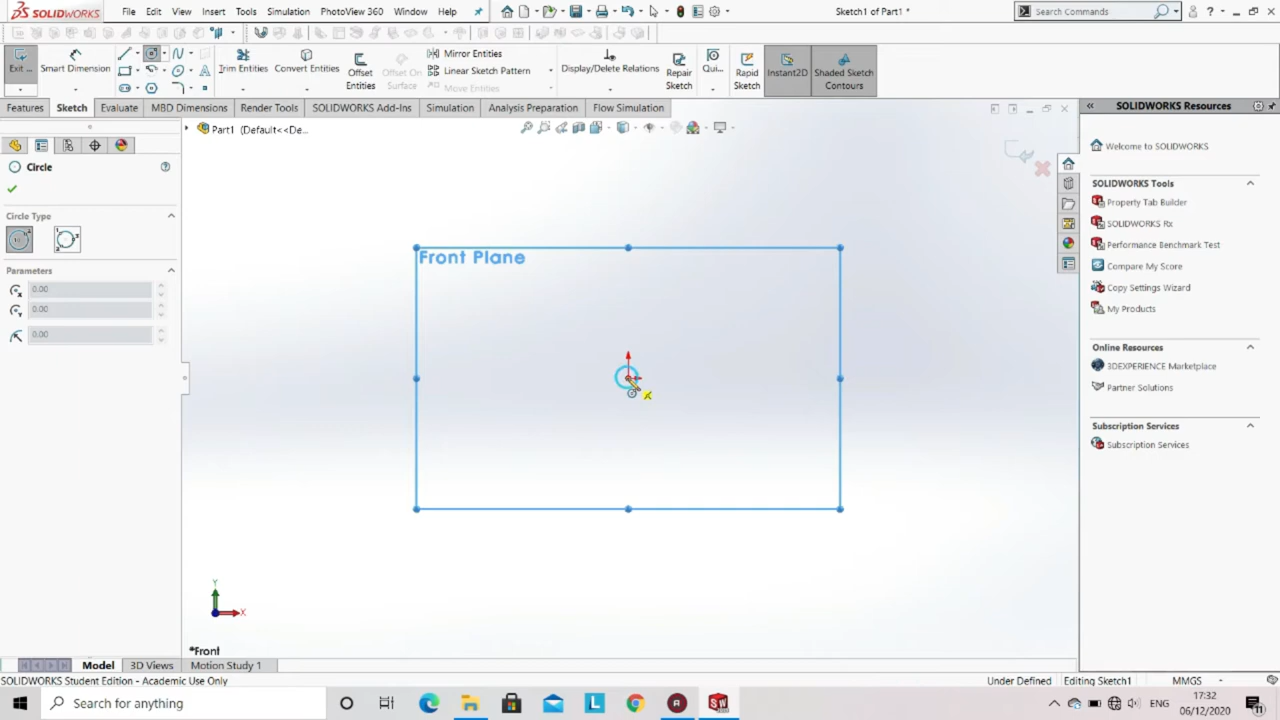 SOLIDWORKS File Edit View Insert Tools Simulation PhotoView 360 Window Help Sketch1 of Part1 * Search Commands ?
Exit ... Smart Dimension Trim Entities Convert Entities Offset Entities Offset On Surface Mirror Entities Linear Sketch Pattern Move Entities Display/Delete Relations Repair Sketch Qui... Rapid Sketch Instant2D Shaded Sketch Contours
Features Sketch Evaluate MBD Dimensions Render Tools SOLIDWORKS Add-Ins Simulation Analysis Preparation Flow Simulation
SOLIDWORKS Resources
Part1 (Default<<De...
Circle
Circle Type
Parameters
0.00
0.00
0.00
Front Plane
Y
X
*Front
Welcome to SOLIDWORKS
SOLIDWORKS Tools
Property Tab Builder
SOLIDWORKS Rx
Performance Benchmark Test
Compare My Score
Copy Settings Wizard
My Products
Online Resources
3DEXPERIENCE Marketplace
Partner Solutions
Subscription Services
Subscription Services
Model 3D Views Motion Study 1
SOLIDWORKS Student Edition - Academic Use Only Under Defined Editing Sketch1 MMGS
Type here to search
ENG 17:32
06/12/2020